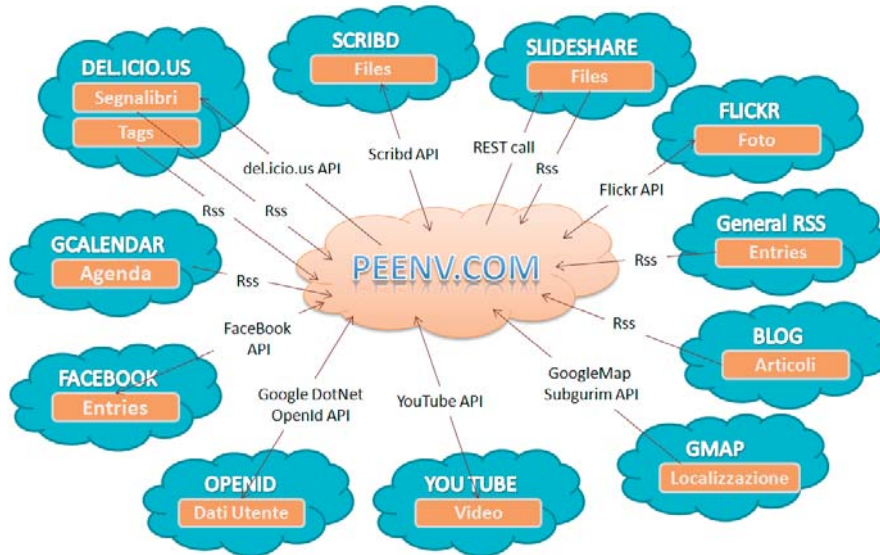 SCRIBD
Files
SLIDESHARE
Files
DEL.ICIO.US
Segnalibri
Tags
FLICKR
Foto
del.icio.us API
Scribd API
REST call
Rss
Flickr API
Rss
Rss
GCALENDAR
Agenda
Rss
PEENV.COM
General RSS
Entries
Rss
Rss
BLOG
Articoli
FaceBook
API
FACEBOOK
Entries
Google DotNet
OpenId API
YouTube API
GoogleMap
Subgurim API
GMAP
Localizzazione
OPENID
Dati Utente
YOU TUBE
Video